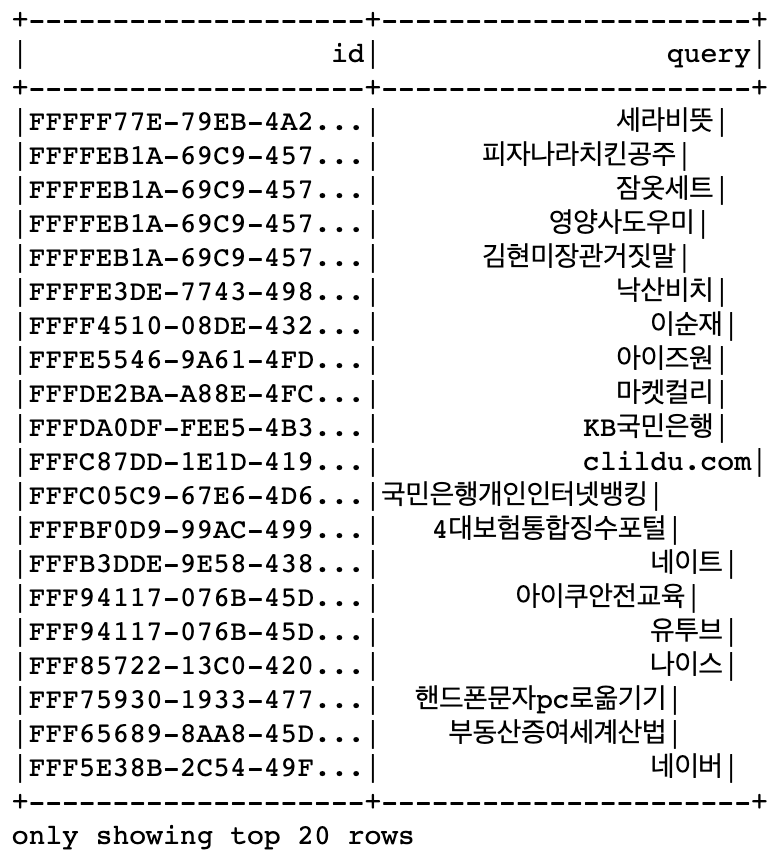 +--------------------+----------------------+
|                  id|                 query|
+--------------------+----------------------+
|FFFFF77E-79EB-4A2...|              세라비뜻|
|FFFFEB1A-69C9-457...|      피자나라치킨공주|
|FFFFEB1A-69C9-457...|              잠옷세트|
|FFFFEB1A-69C9-457...|          영양사도우미|
|FFFFEB1A-69C9-457...|      김현미장관거짓말|
|FFFFE3DE-7743-498...|              낙산비치|
|FFFF4510-08DE-432...|                이순재|
|FFFE5546-9A61-4FD...|              아이즈원|
|FFFDE2BA-A88E-4FC...|              마켓컬리|
|FFFDA0DF-FEE5-4B3...|            KB국민은행|
|FFFC87DD-1E1D-419...|            clildu.com|
|FFFC05C9-67E6-4D6...|국민은행개인인터넷뱅킹|
|FFFBF0D9-99AC-499...|   4대보험통합징수포털|
|FFFB3DDE-9E58-438...|                네이트|
|FFF94117-076B-45D...|        아이쿠안전교육|
|FFF94117-076B-45D...|                유투브|
|FFF85722-13C0-420...|                나이스|
|FFF75930-1933-477...|  핸드폰문자pc로옮기기|
|FFF65689-8AA8-45D...|    부동산증여세계산법|
|FFF5E38B-2C54-49F...|                네이버|
+--------------------+----------------------+
only showing top 20 rows